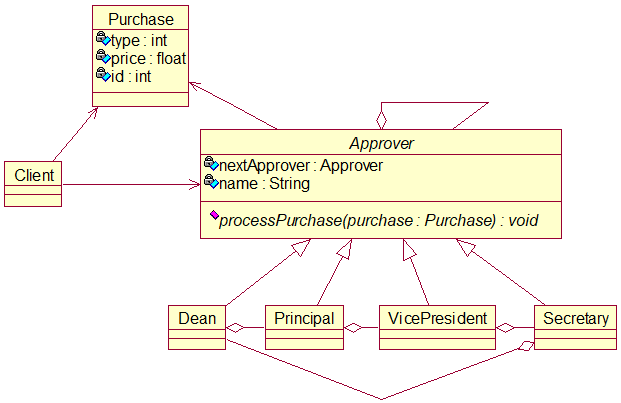 Purchase
type : int
price : float
id : int
Approver
nextApprover : Approver
name : String
processPurchase(purchase : Purchase) : void
Client
Dean
Principal
VicePresident
Secretary